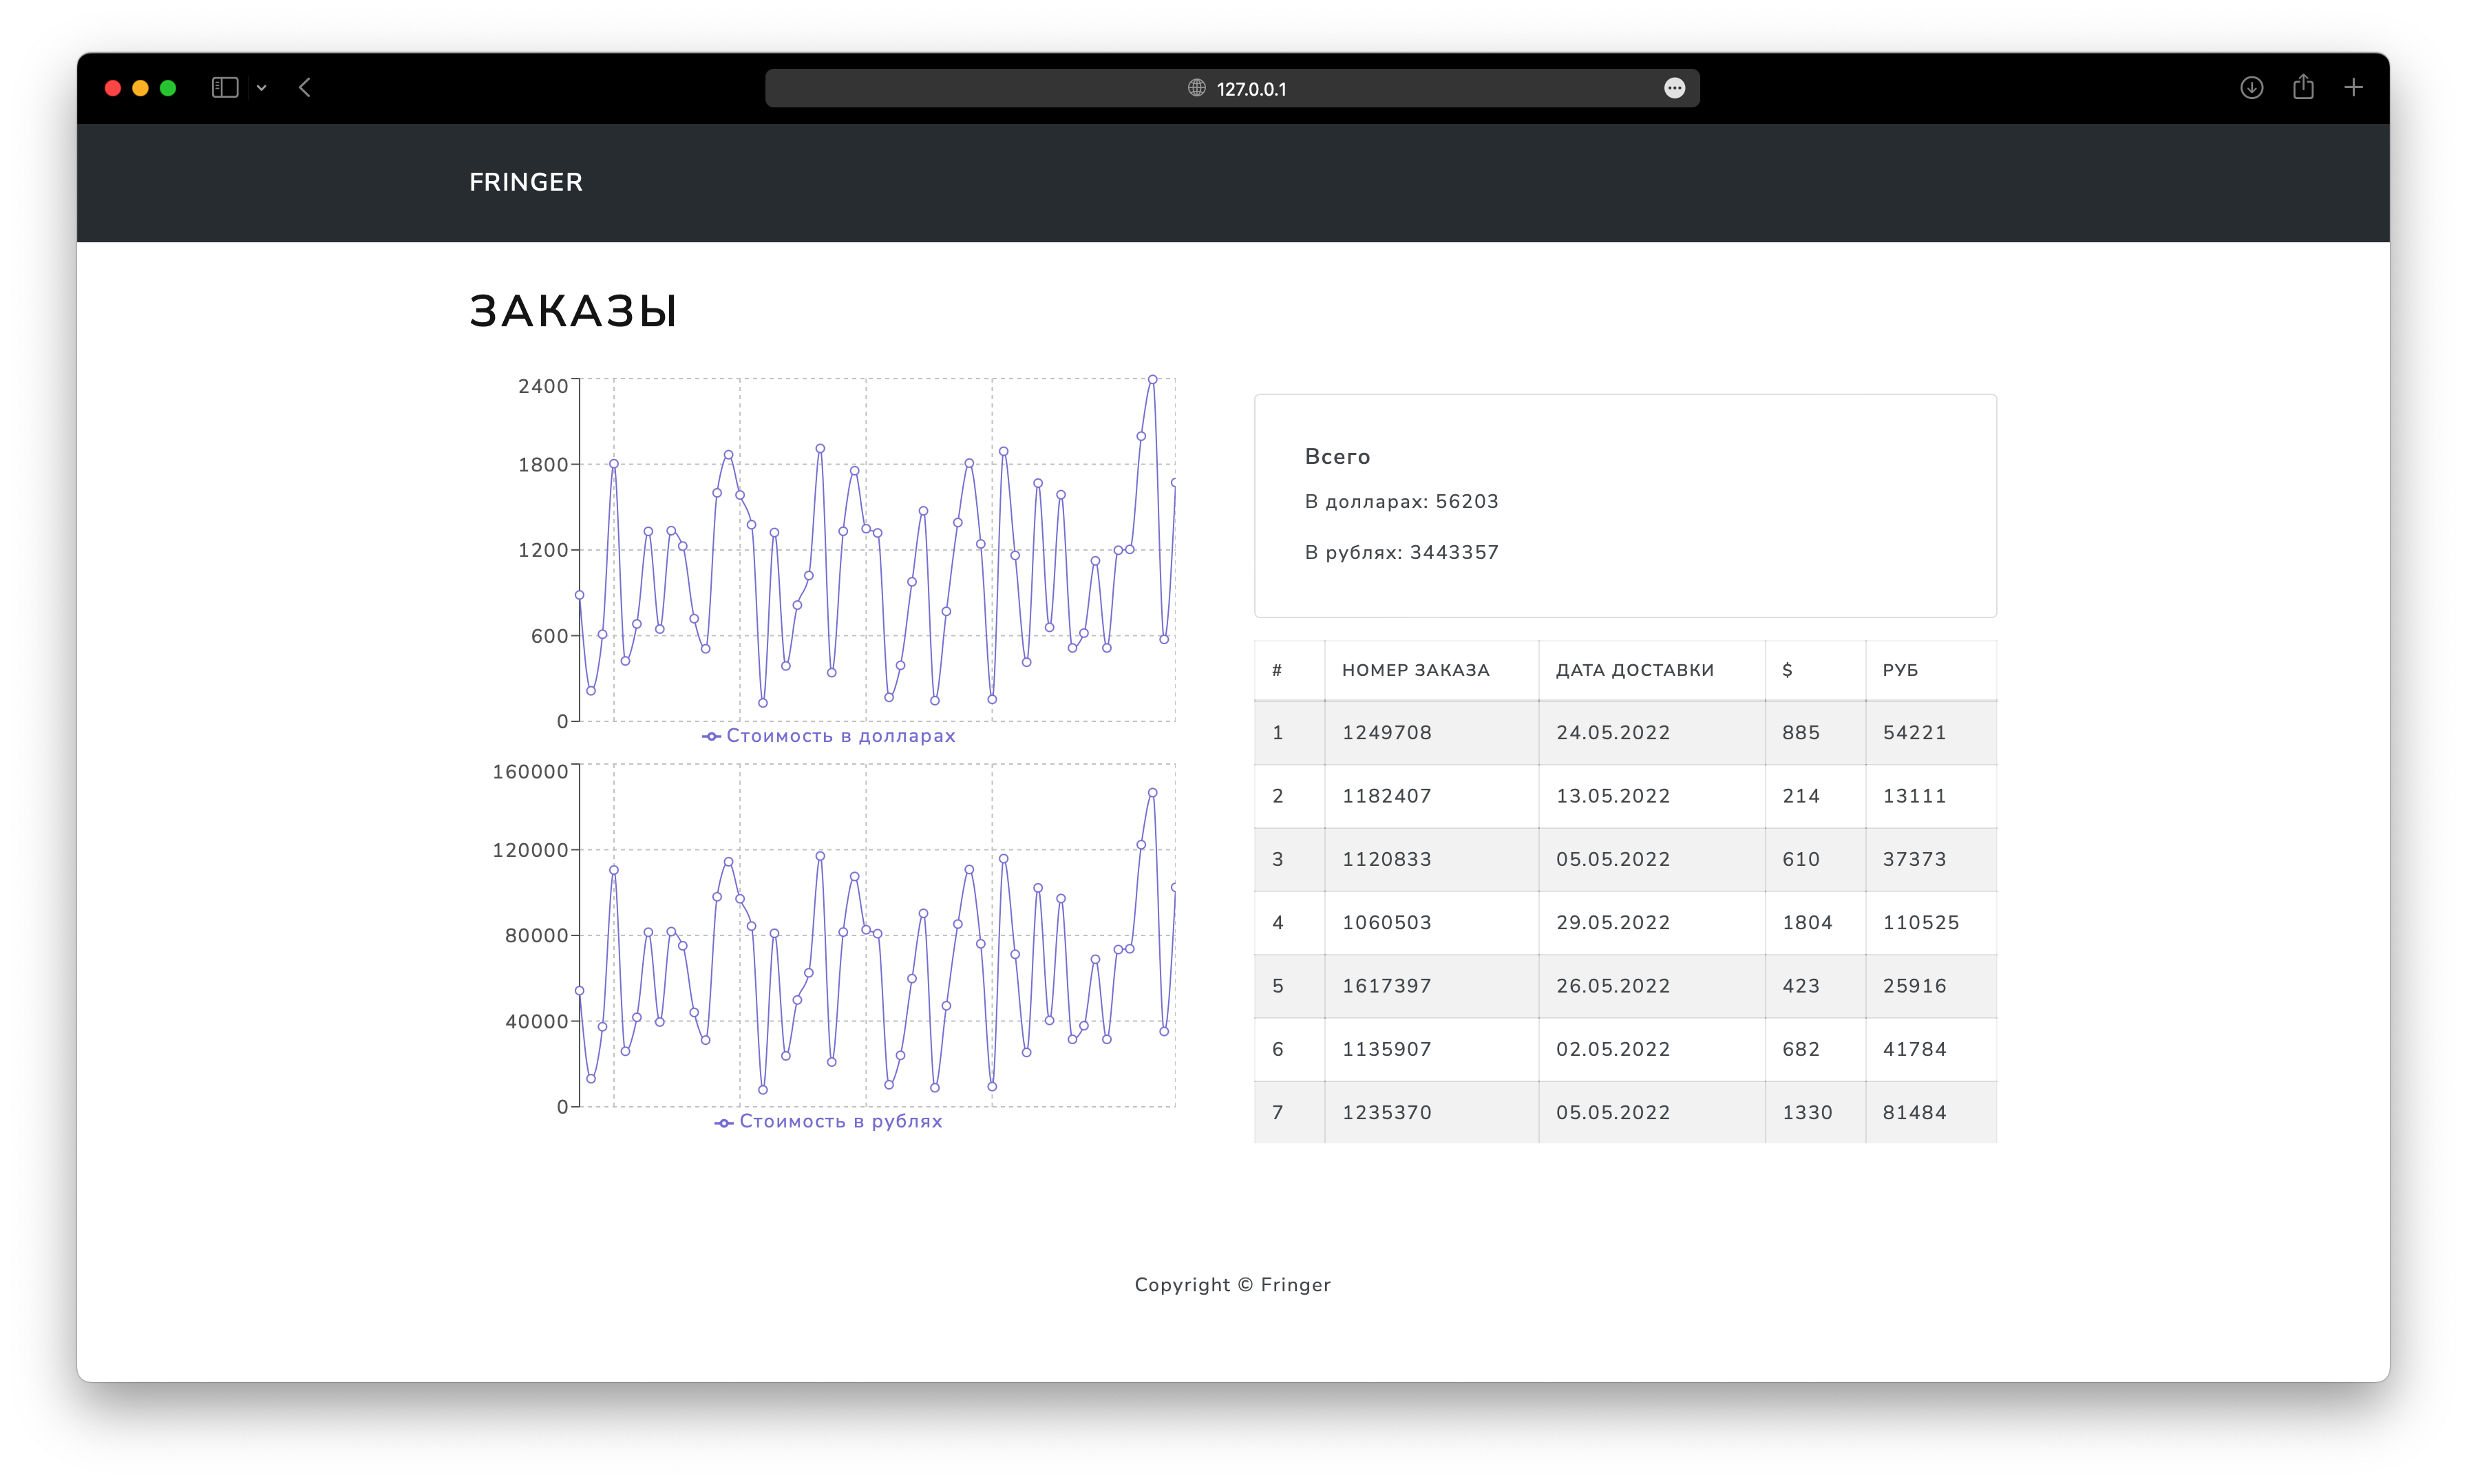 127.0.0.1
FRINGER
ЗАКАЗЫ
2400
1800
1200
600
0
Стоимость в долларах
160000
120000
80000
40000
0
Стоимость в рублях
Всего
В долларах: 56203
В рублях: 3443357
# НОМЕР ЗАКАЗА ДАТА ДОСТАВКИ $ РУБ
1 1249708 24.05.2022 885 54221
2 1182407 13.05.2022 214 13111
3 1120833 05.05.2022 610 37373
4 1060503 29.05.2022 1804 110525
5 1617397 26.05.2022 423 25916
6 1135907 02.05.2022 682 41784
7 1235370 05.05.2022 1330 81484
Copyright © Fringer